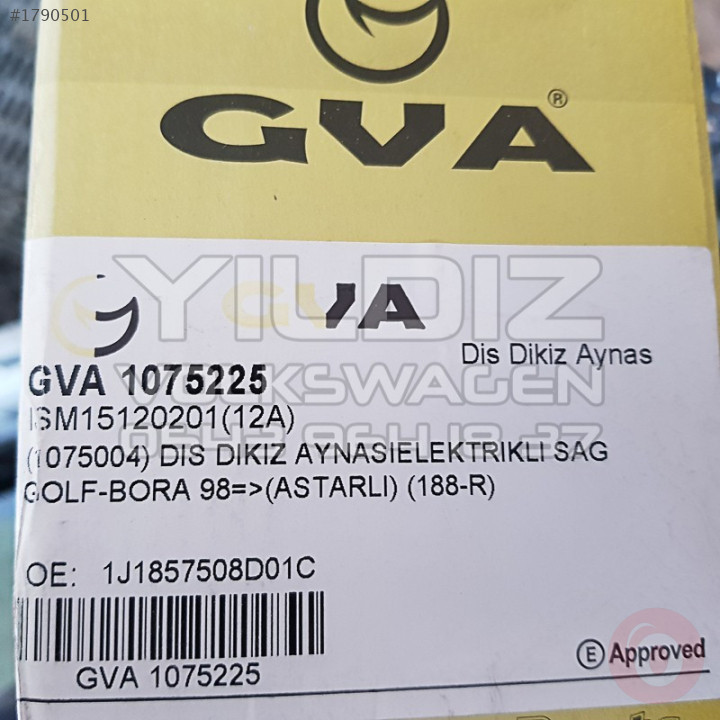 #1790501
GVA®
YILDIZ
GVA
Dis Dikiz Aynas
GVA 1075225
VOLKSWAGEN
ISM15120201(12A)
(1075004) DIS DIKIZ AYNASIELEKTRIKLI SAG
GOLF-BORA 98=>(ASTARLI) (188-R)
OE: 1J1857508D01C
GVA 1075225
E Approved